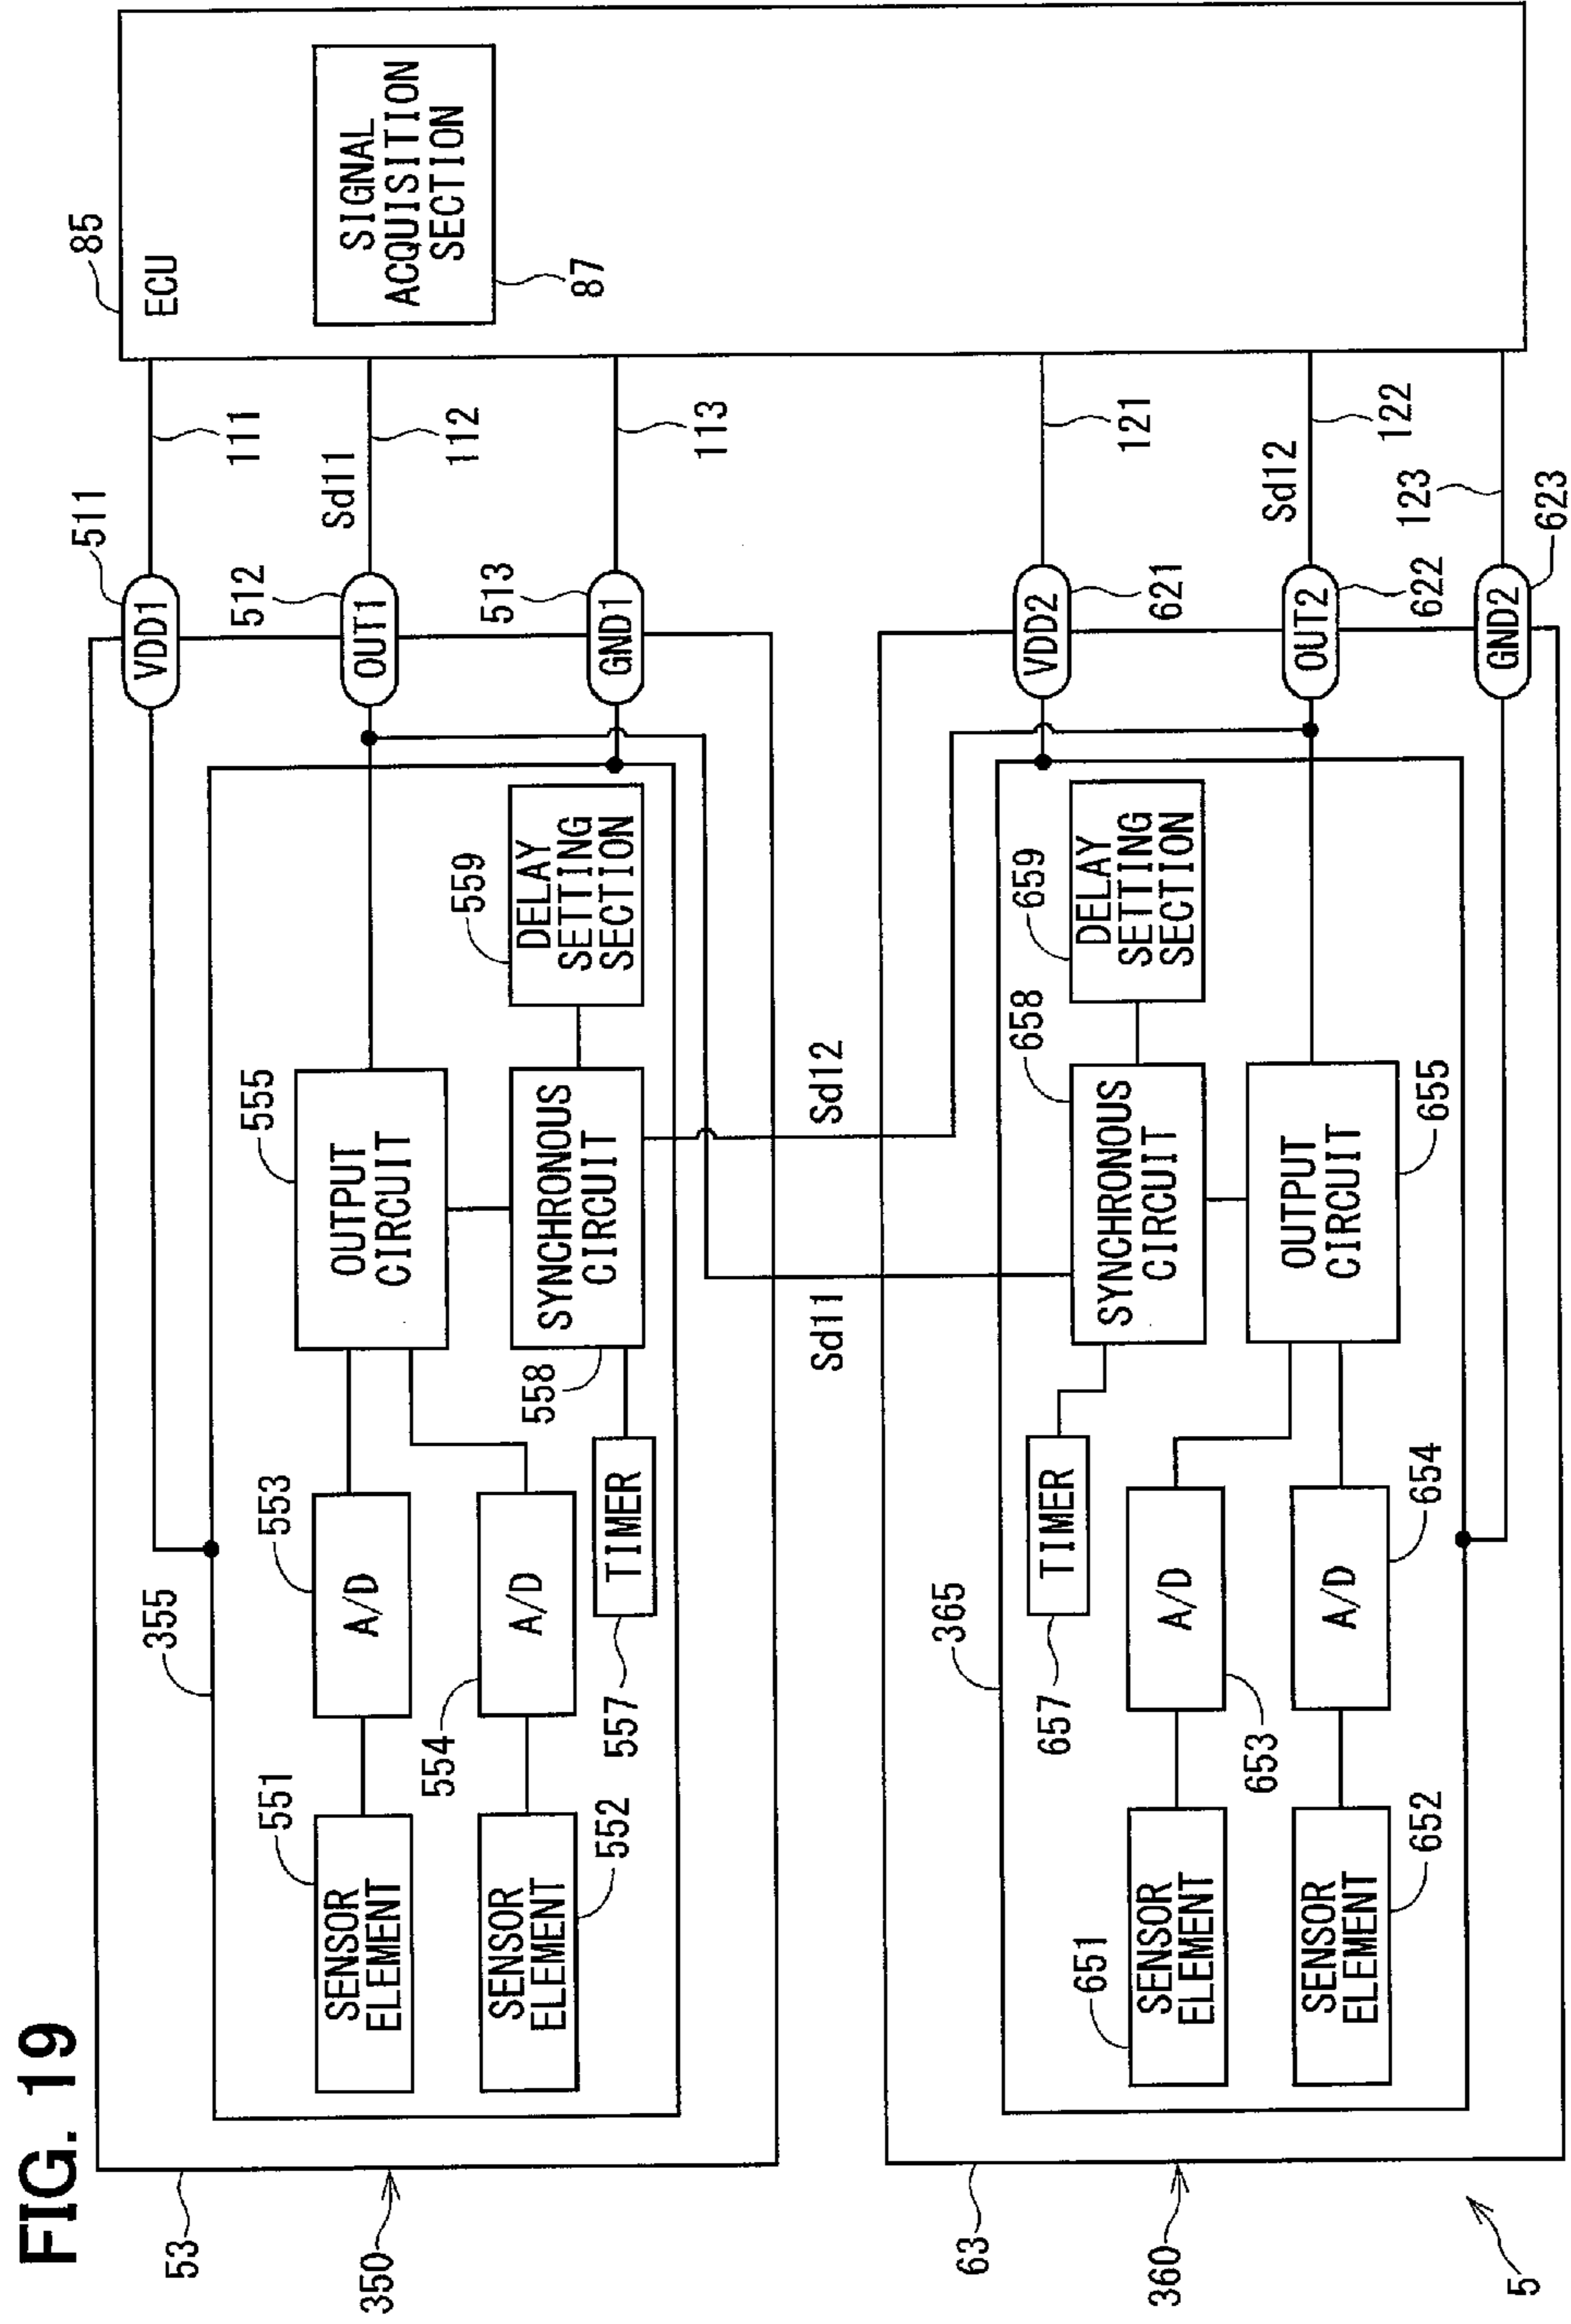 FIG. 19
53
350
355
551
SENSOR
ELEMENT
553
A/D
555
OUTPUT
CIRCUIT
552
SENSOR
ELEMENT
554
A/D
557
TIMER
558
SYNCHRONOUS
CIRCUIT
559
DELAY
SETTING
SECTION
511
VDD1
111
512
OUT1
Sd11
112
513
GND1
113
85
ECU
SIGNAL
ACQUISITION
SECTION
87
Sd11
Sd12
63
360
365
657
TIMER
658
SYNCHRONOUS
CIRCUIT
659
DELAY
SETTING
SECTION
651
SENSOR
ELEMENT
653
A/D
652
SENSOR
ELEMENT
654
A/D
OUTPUT
CIRCUIT
655
VDD2
621
121
OUT2
622
Sd12
122
GND2
623
123
5